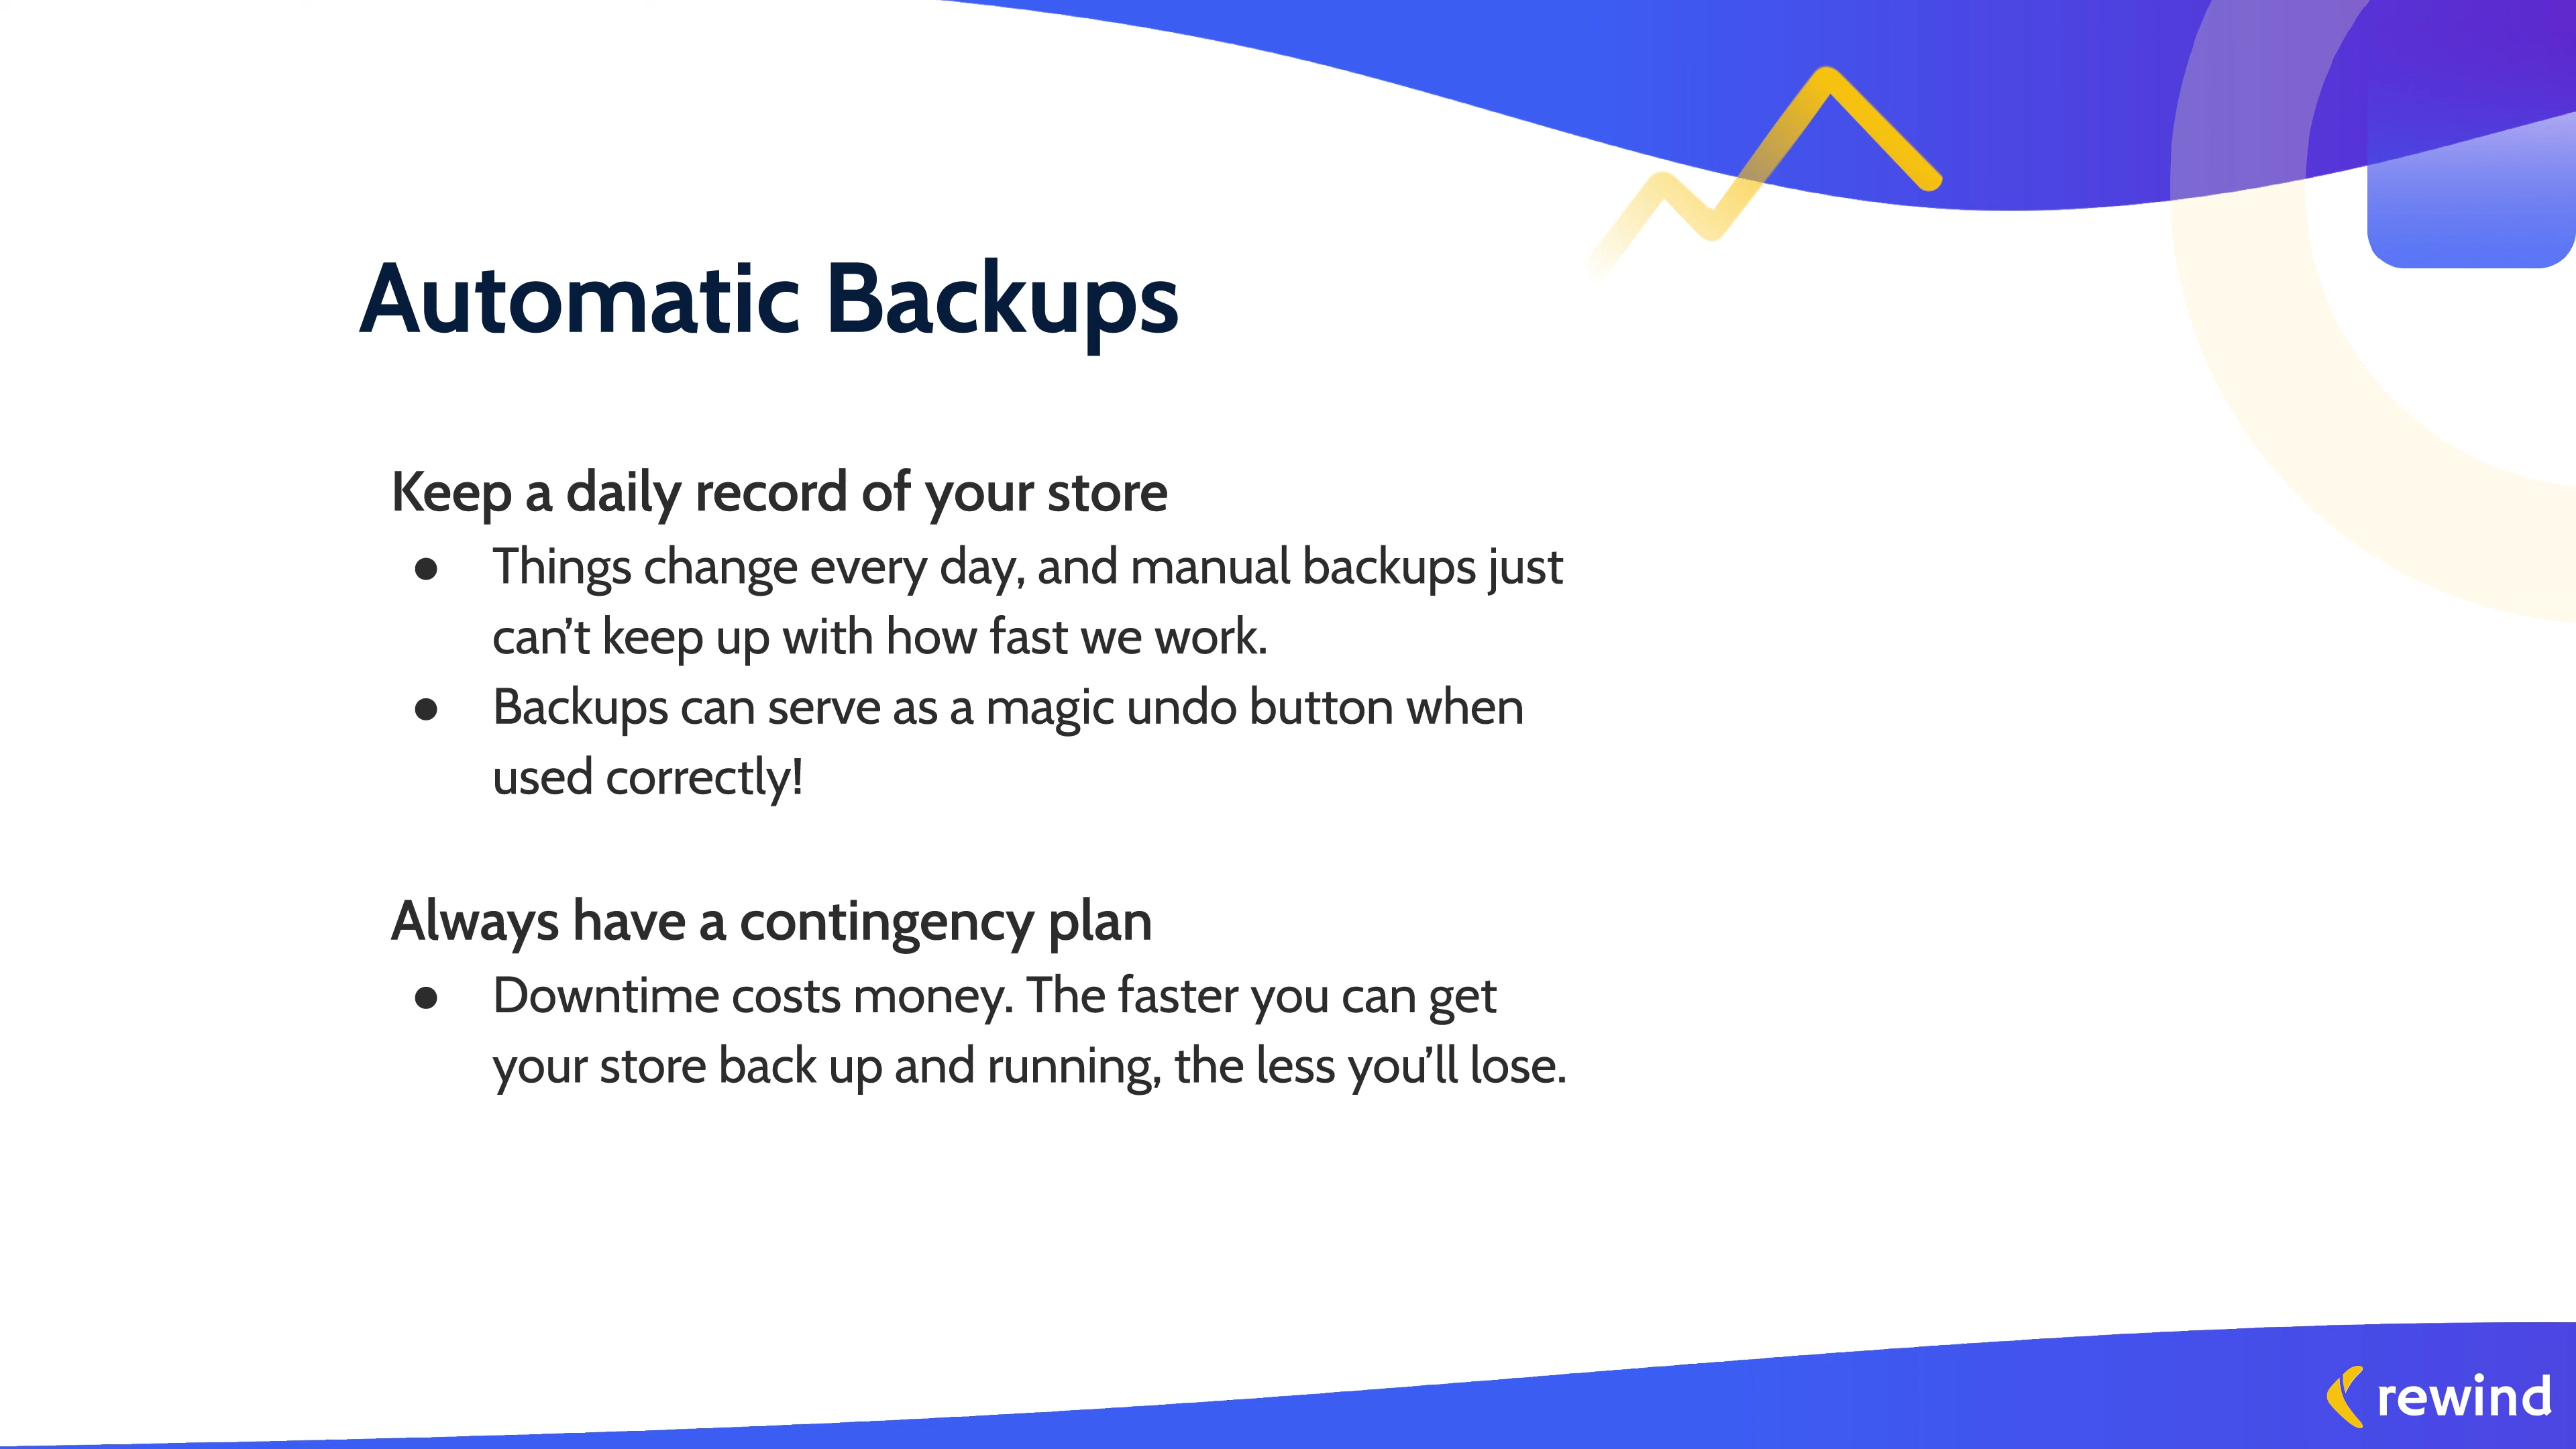 Automatic Backups
Keep a daily record of your store
● Things change every day, and manual backups just
can’t keep up with how fast we work.
● Backups can serve as a magic undo button when
used correctly!
Always have a contingency plan
● Downtime costs money. The faster you can get
your store back up and running, the less you’ll lose.
rewind